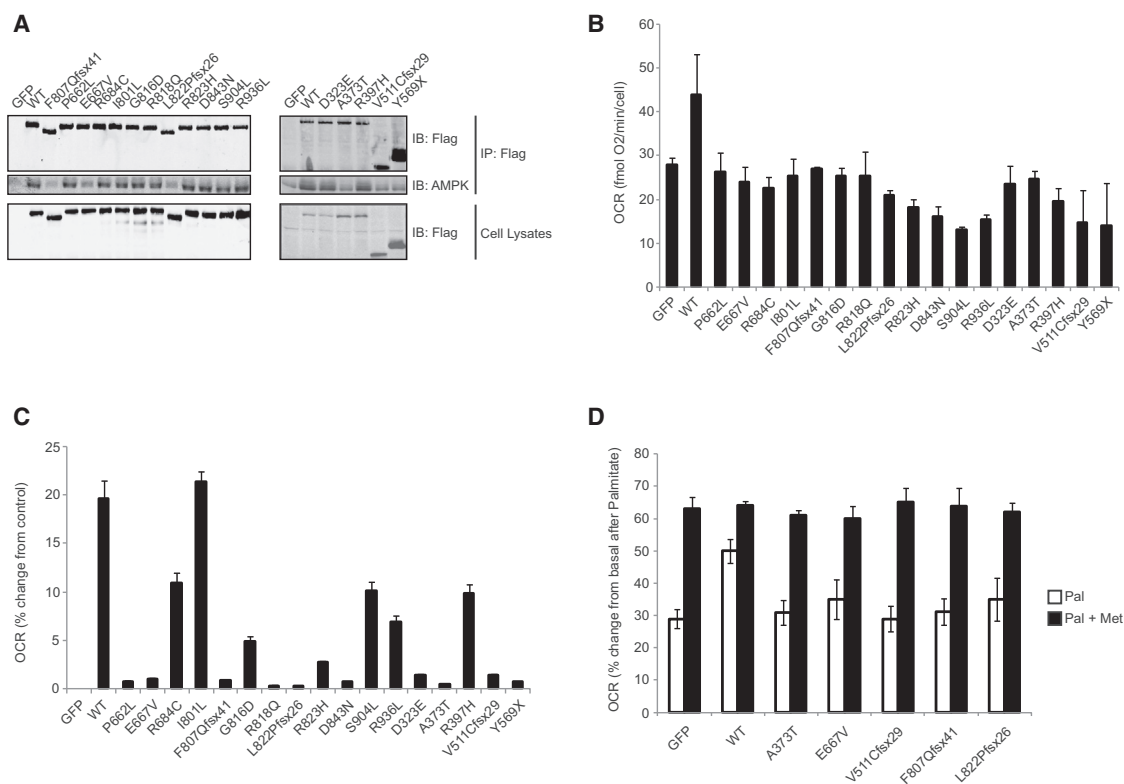 A
GFP
WT
F807Qfsx41
P662L
E667V
R684C
I801L
G816D
R818Q
L822Pfsx26
R823H
D843N
S904L
R936L
GFP
WT
D323E
A373T
R397H
V511Cfsx29
Y569X
IB: Flag
IP: Flag
IB: AMPK
IB: Flag
Cell Lysates
B
OCR (fmol O2/min/cell)
60
50
40
30
20
10
0
GFP
WT
P662L
E667V
R684C
I801L
F807Qfsx41
G816D
R818Q
L822Pfsx26
R823H
D843N
S904L
R936L
D323E
A373T
R397H
V511Cfsx29
Y569X
C
OCR (% change from control)
25
20
15
10
5
0
GFP
WT
P662L
E667V
R684C
I801L
F807Qfsx41
G816D
R818Q
L822Pfsx26
R823H
D843N
S904L
R936L
D323E
A373T
R397H
V511Cfsx29
Y569X
D
OCR (% change from basal after Palmitate)
80
70
60
50
40
30
20
10
0
GFP
WT
A373T
E667V
V511Cfsx29
F807Qfsx41
L822Pfsx26
Pal
Pal + Met